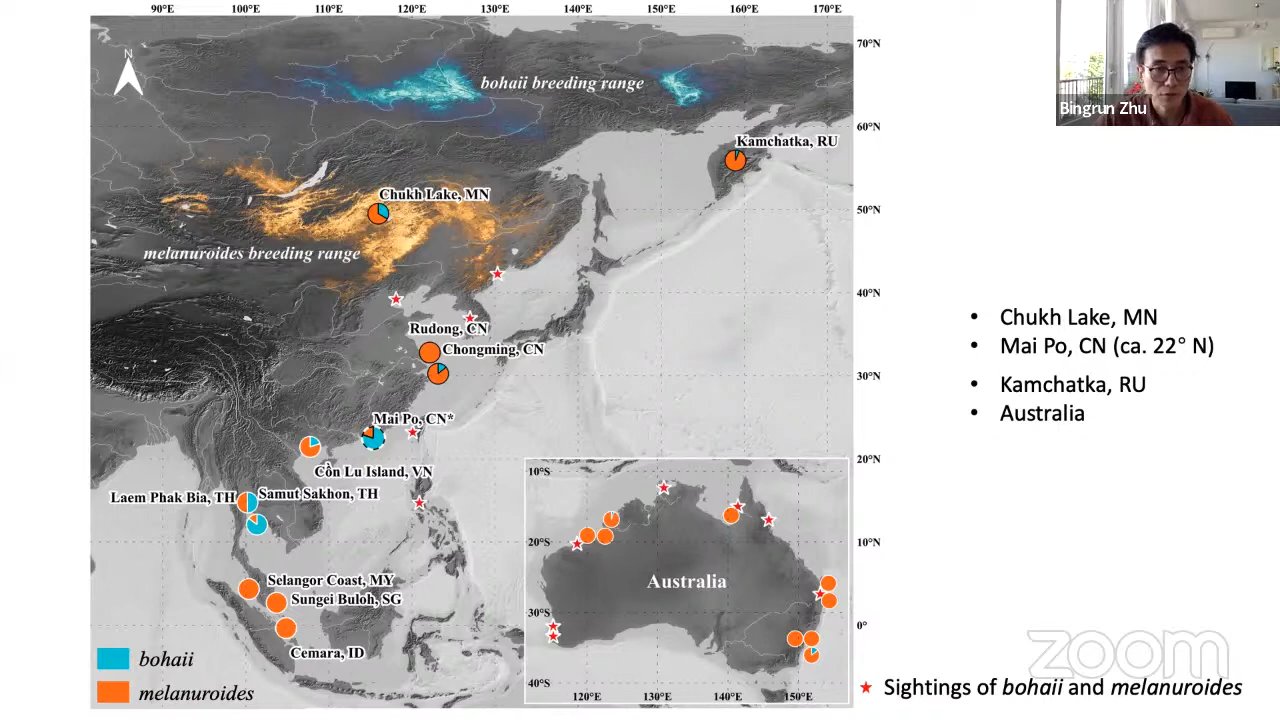 90°E 100°E 110°E 120°E 130°E 140°E 150°E 160°E 170°E
N
70°N
bohaii breeding range
Bingrun Zhu
60°N
Kamchatka, RU
Chukh Lake, MN
50°N
melanuroides breeding range
40°N
Rudong, CN
Chongming, CN
30°N
Mai Po, CN*
20°N
Cồn Lu Island, VN
Laem Phak Bia, TH
Samut Sakhon, TH
10°S
20°S
10°N
Australia
Selangor Coast, MY
Sungei Buloh, SG
30°S
0°
Cemara, ID
40°S
120°E 130°E 140°E 150°E
bohaii
melanuroides
• Chukh Lake, MN
• Mai Po, CN (ca. 22° N)
• Kamchatka, RU
• Australia
zoom
Sightings of bohaii and melanuroides